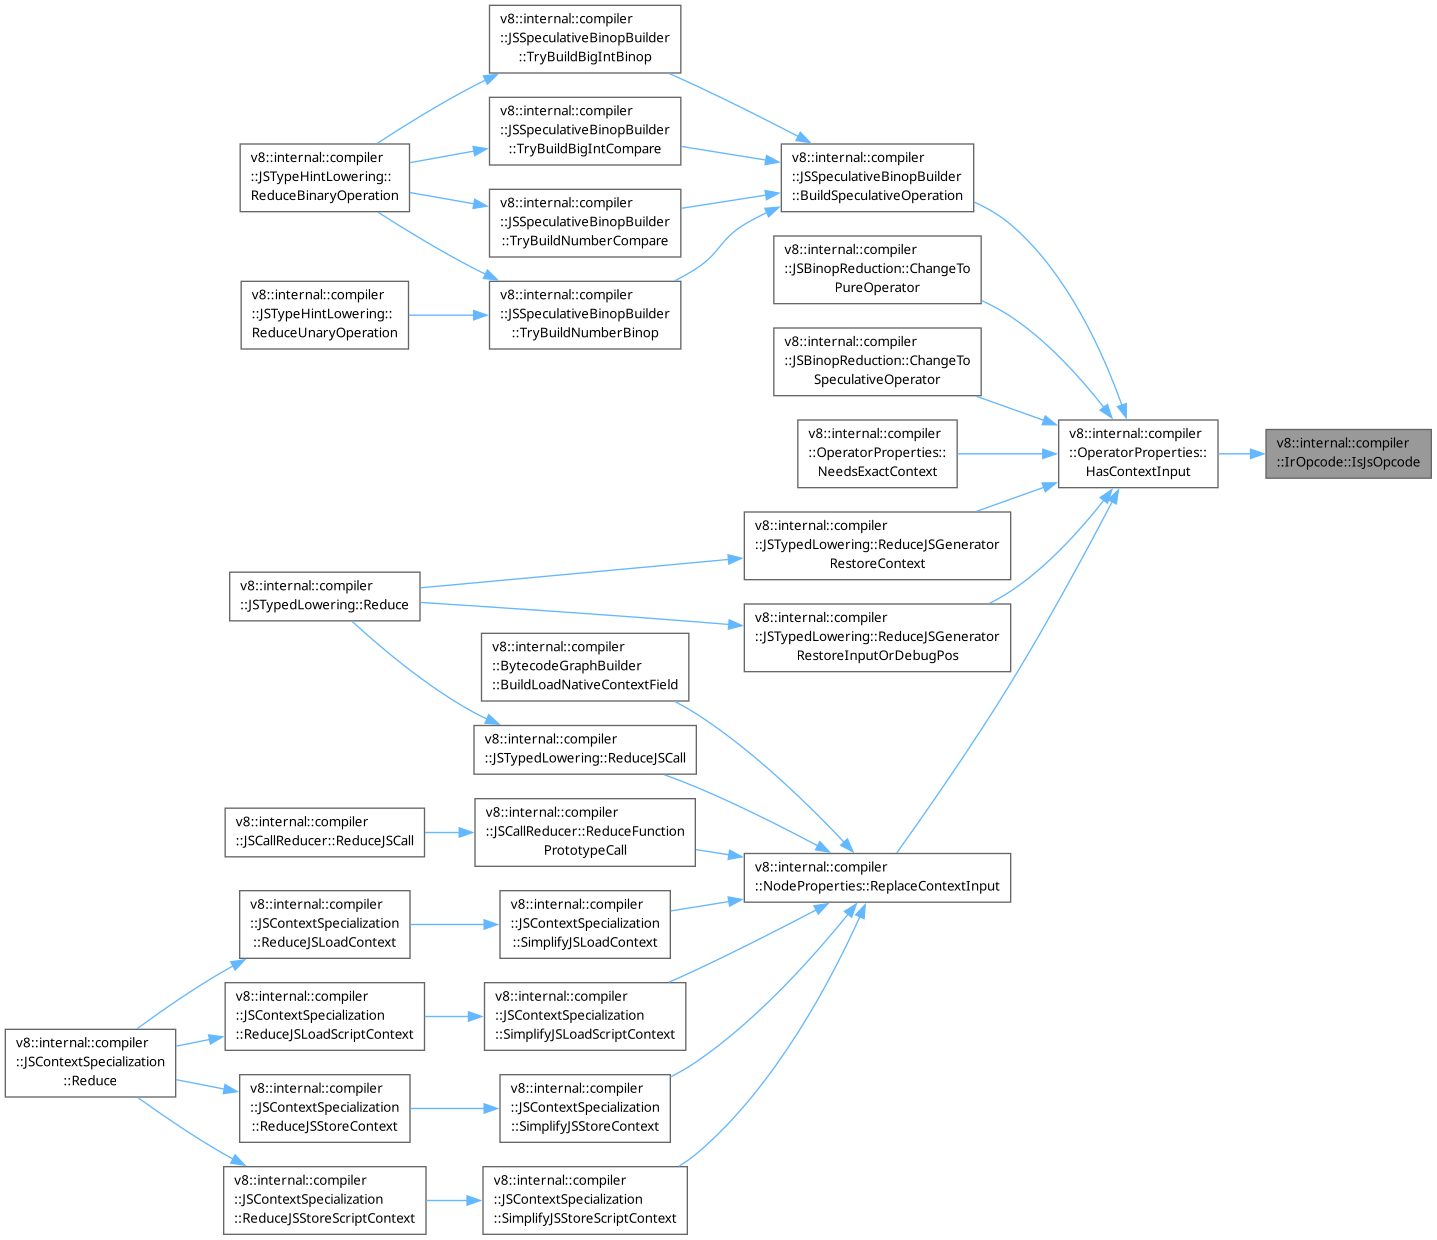 v8::internal::compiler
::JSSpeculativeBinopBuilder
::TryBuildBigIntBinop
v8::internal::compiler
::JSSpeculativeBinopBuilder
::TryBuildBigIntCompare
v8::internal::compiler
::JSTypeHintLowering::
ReduceBinaryOperation
v8::internal::compiler
::JSSpeculativeBinopBuilder
::BuildSpeculativeOperation
v8::internal::compiler
::JSSpeculativeBinopBuilder
::TryBuildNumberCompare
v8::internal::compiler
::JSBinopReduction::ChangeTo
PureOperator
v8::internal::compiler
::JSTypeHintLowering::
ReduceUnaryOperation
v8::internal::compiler
::JSSpeculativeBinopBuilder
::TryBuildNumberBinop
v8::internal::compiler
::JSBinopReduction::ChangeTo
SpeculativeOperator
v8::internal::compiler
::OperatorProperties::
NeedsExactContext
v8::internal::compiler
::OperatorProperties::
HasContextInput
v8::internal::compiler
::IrOpcode::IsJsOpcode
v8::internal::compiler
::JSTypedLowering::ReduceJSGenerator
RestoreContext
v8::internal::compiler
::JSTypedLowering::Reduce
v8::internal::compiler
::JSTypedLowering::ReduceJSGenerator
RestoreInputOrDebugPos
v8::internal::compiler
::BytecodeGraphBuilder
::BuildLoadNativeContextField
v8::internal::compiler
::JSTypedLowering::ReduceJSCall
v8::internal::compiler
::JSCallReducer::ReduceJSCall
v8::internal::compiler
::JSCallReducer::ReduceFunction
PrototypeCall
v8::internal::compiler
::NodeProperties::ReplaceContextInput
v8::internal::compiler
::JSContextSpecialization
::ReduceJSLoadContext
v8::internal::compiler
::JSContextSpecialization
::SimplifyJSLoadContext
v8::internal::compiler
::JSContextSpecialization
::ReduceJSLoadScriptContext
v8::internal::compiler
::JSContextSpecialization
::SimplifyJSLoadScriptContext
v8::internal::compiler
::JSContextSpecialization
::Reduce
v8::internal::compiler
::JSContextSpecialization
::ReduceJSStoreContext
v8::internal::compiler
::JSContextSpecialization
::SimplifyJSStoreContext
v8::internal::compiler
::JSContextSpecialization
::ReduceJSStoreScriptContext
v8::internal::compiler
::JSContextSpecialization
::SimplifyJSStoreScriptContext